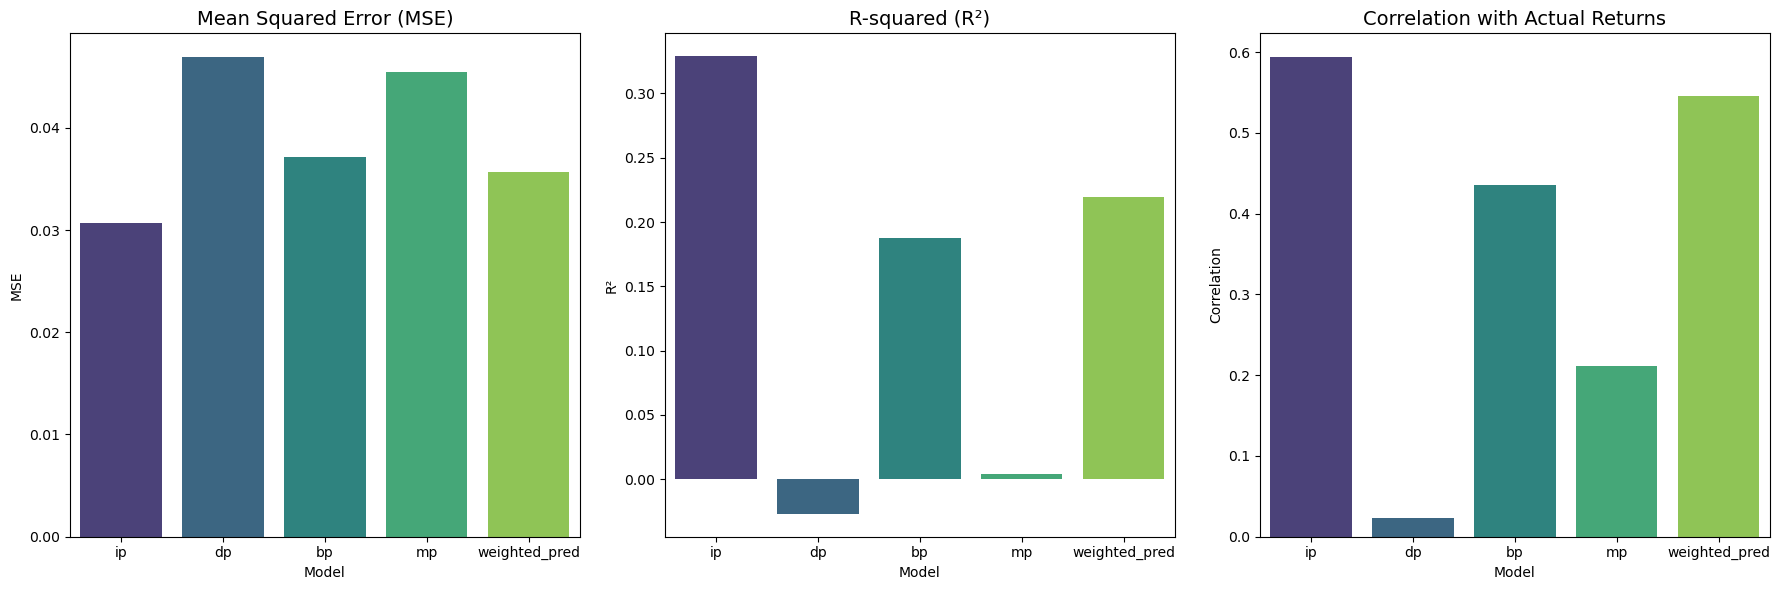 Mean Squared Error (MSE)
MSE
0.04
0.03
0.02
0.01
0.00
ip dp bp mp weighted_pred
Model
R-squared (R²)
R²
0.30
0.25
0.20
0.15
0.10
0.05
0.00
ip dp bp mp weighted_pred
Model
Correlation with Actual Returns
Correlation
0.6
0.5
0.4
0.3
0.2
0.1
0.0
ip dp bp mp weighted_pred
Model